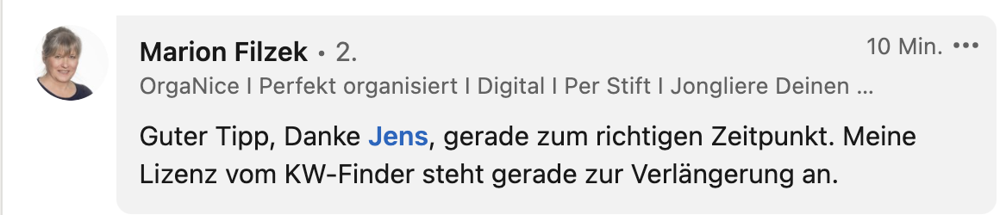 Marion Filzek • 2.
10 Min. •••
OrgaNice I Perfekt organisiert I Digital I Per Stift I Jongliere Deinen ...
Guter Tipp, Danke Jens, gerade zum richtigen Zeitpunkt. Meine
Lizenz vom KW-Finder steht gerade zur Verlängerung an.